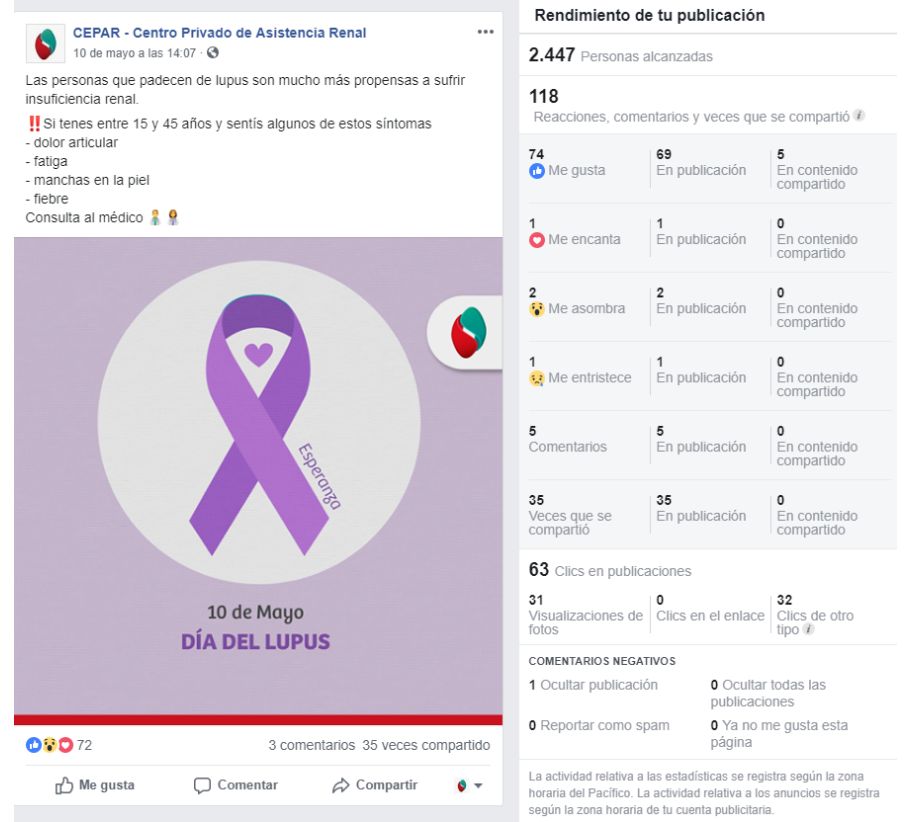 CEPAR - Centro Privado de Asistencia Renal
10 de mayo a las 14:07 ·
Las personas que padecen de lupus son mucho más propensas a sufrir
insuficiencia renal.
‼Si tenes entre 15 y 45 años y sentís algunos de estos síntomas
- dolor articular
- fatiga
- manchas en la piel
- fiebre
Consulta al médico
Esperanza
10 de Mayo
DÍA DEL LUPUS
72
3 comentarios 35 veces compartido
Me gusta Comentar Compartir
Rendimiento de tu publicación
2.447 Personas alcanzadas
118
Reacciones, comentarios y veces que se compartió
74 69 5
Me gusta En publicación En contenido
compartido
1 1 0
Me encanta En publicación En contenido
compartido
2 2 0
Me asombra En publicación En contenido
compartido
1 1 0
Me entristece En publicación En contenido
compartido
5 5 0
Comentarios En publicación En contenido
compartido
35 35 0
Veces que se En publicación En contenido
compartió compartido
63 Clics en publicaciones
31 0 32
Visualizaciones de Clics en el enlace Clics de otro
fotos tipo
COMENTARIOS NEGATIVOS
1 Ocultar publicación 0 Ocultar todas las
publicaciones
0 Reportar como spam 0 Ya no me gusta esta
página
La actividad relativa a las estadísticas se registra según la zona
horaria del Pacífico. La actividad relativa a los anuncios se registra
según la zona horaria de tu cuenta publicitaria.